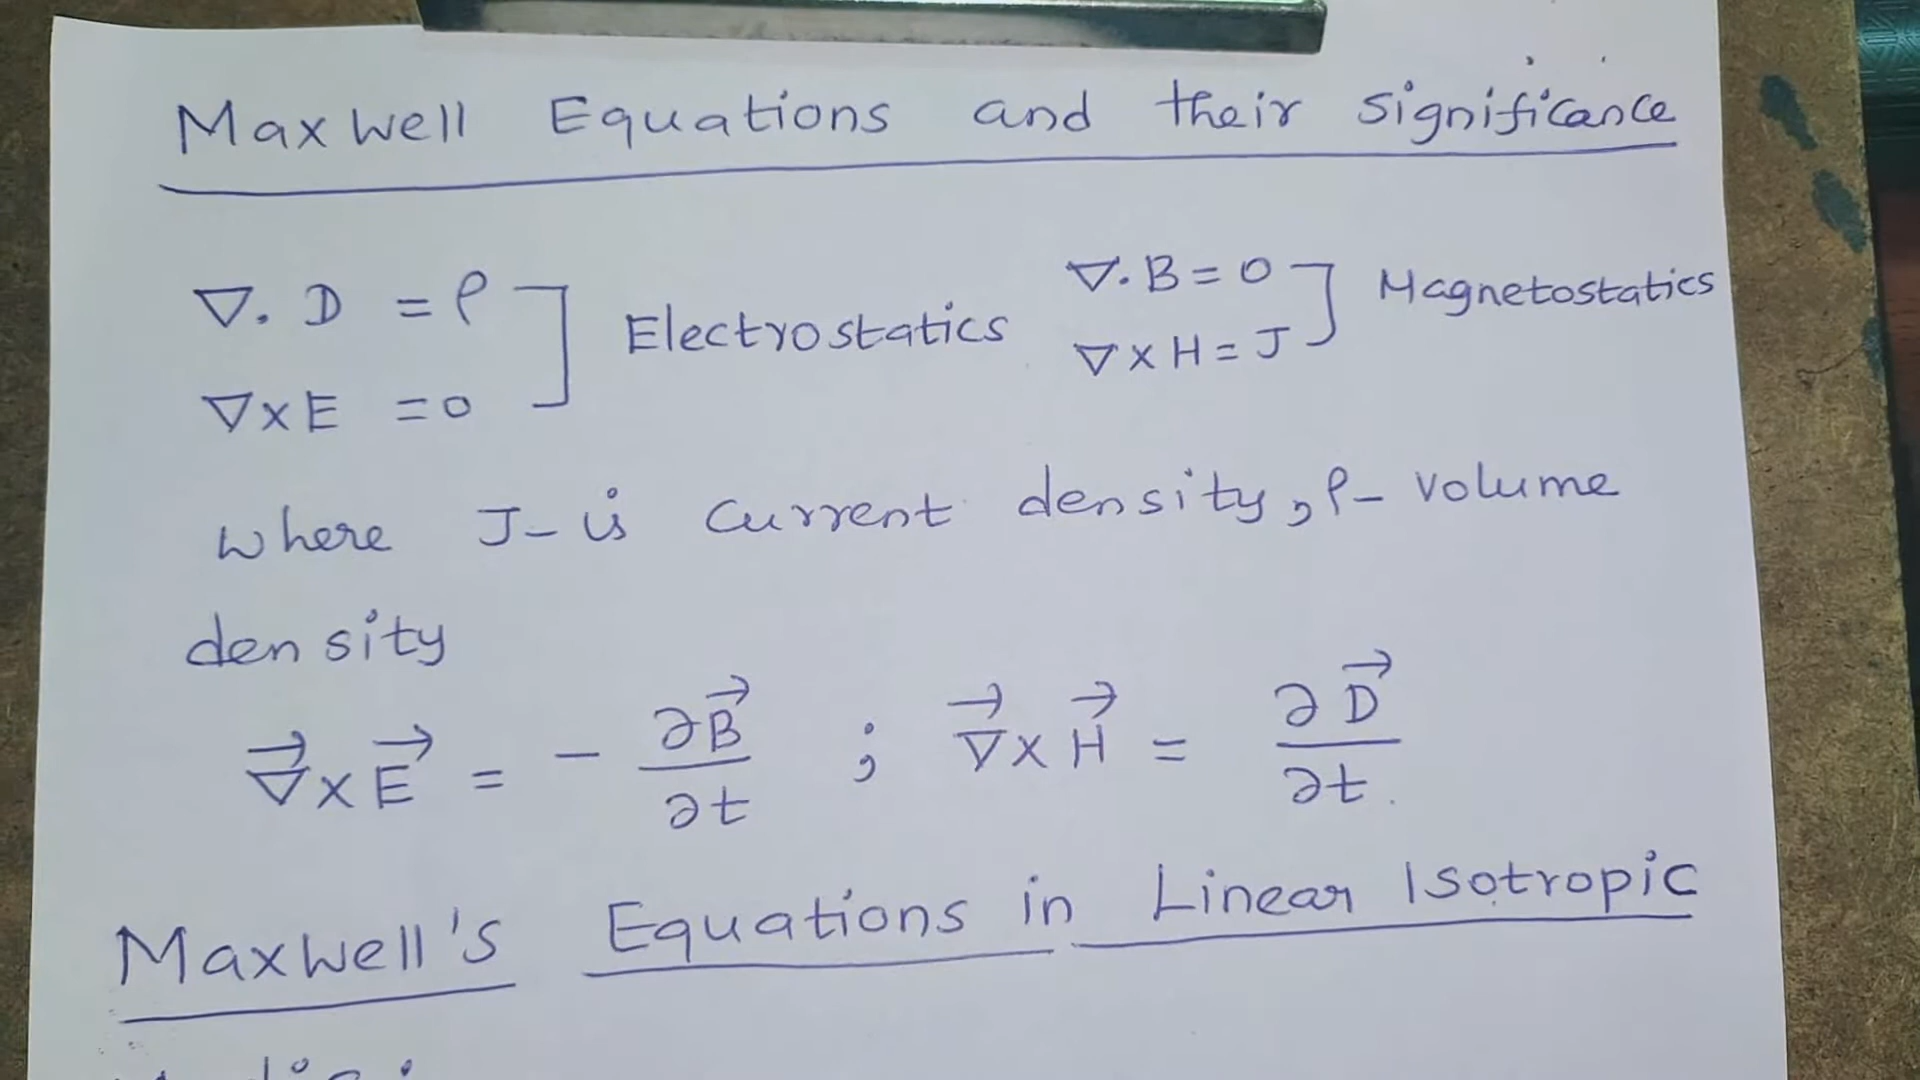 Maxwell Equations and their significance
∇. D = ρ ] Electrostatics
∇×E = 0
∇.B = 0 ] Magnetostatics
∇×H = J
where J- is current density, ρ- volume
density
∇⃗×E⃗ = - ∂B⃗/∂t ; ∇⃗×H⃗ = ∂D⃗/∂t
Maxwell's Equations in Linear Isotropic